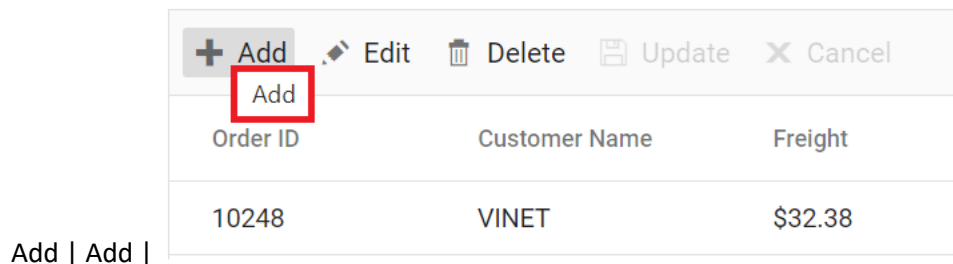 Add Edit Delete Update Cancel
Add
Order ID Customer Name Freight
10248 VINET $32.38
Add | Add |